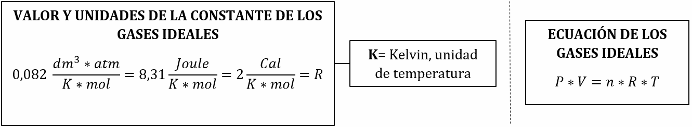 VALOR Y UNIDADES DE LA CONSTANTE DE LOS
GASES IDEALES
0,082 dm³ * atm / K * mol = 8,31 Joule / K * mol = 2 Cal / K * mol = R
K= Kelvin, unidad
de temperatura
ECUACIÓN DE LOS
GASES IDEALES
P * V = n * R * T